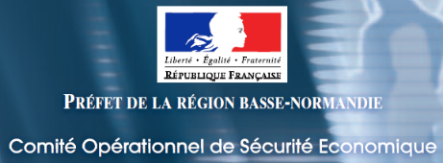 Liberté • Égalité • Fraternité
RÉPUBLIQUE FRANÇAISE
PRÉFET DE LA RÉGION BASSE-NORMANDIE
Comité Opérationnel de Sécurité Economique